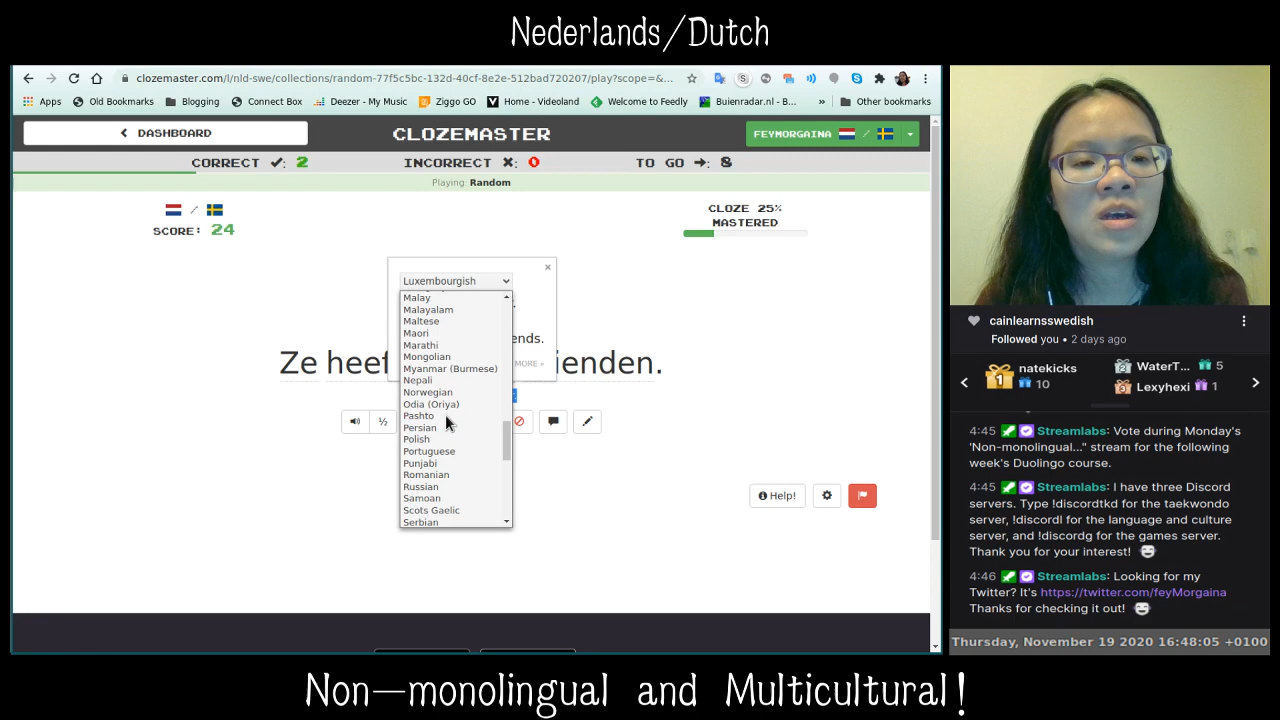 Nederlands/Dutch
clozemaster.com/l/nld-swe/collections/random-77f5c5bc-132d-40cf-8e2e-512bad720207/play?scope=&...
Apps
Old Bookmarks
Blogging
Connect Box
Deezer - My Music
Ziggo GO
Home - Videoland
Welcome to Feedly
Buienradar.nl - B...
»
Other bookmarks
DASHBOARD
CLOZEMASTER
FEYMORGAINA
CORRECT ✔: 2
INCORRECT ✖: 0
TO GO ➔: 8
Playing: Random
SCORE: 24
CLOZE 25%
MASTERED
×
Luxembourgish
Malay
Malayalam
Maltese
Maori
Marathi
Mongolian
Myanmar (Burmese)
Nepali
Norwegian
Odia (Oriya)
Pashto
Persian
Polish
Portuguese
Punjabi
Romanian
Russian
Samoan
Scots Gaelic
Serbian
ends.
MORE »
Ze heef
ienden.
½
Help!
cainlearnsswedish
Followed you • 2 days ago
1
natekicks
10
2 WaterT... 5
3 Lexyhexi 1
4:45 Streamlabs: Vote during Monday's
'Non-monolingual..." stream for the following
week's Duolingo course.
4:45 Streamlabs: I have three Discord
servers. Type !discordtkd for the taekwondo
server, !discordl for the language and culture
server, and !discordg for the games server.
Thank you for your interest!
4:46 Streamlabs: Looking for my
Twitter? It's https://twitter.com/feyMorgaina
Thanks for checking it out!
Thursday, November 19 2020 16:48:05 +0100
Non-monolingual and Multicultural!